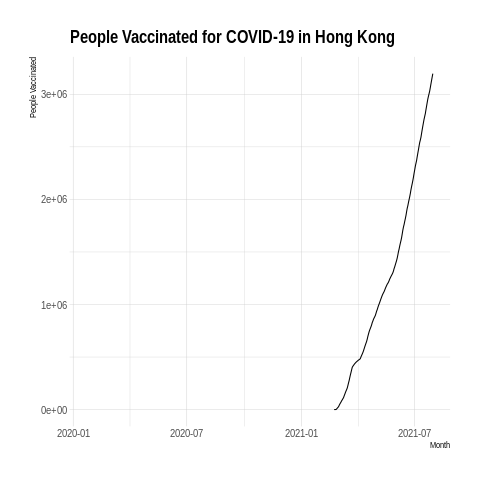 People Vaccinated for COVID-19 in Hong Kong
People Vaccinated
3e+06
2e+06
1e+06
0e+00
2020-01 2020-07 2021-01 2021-07
Month